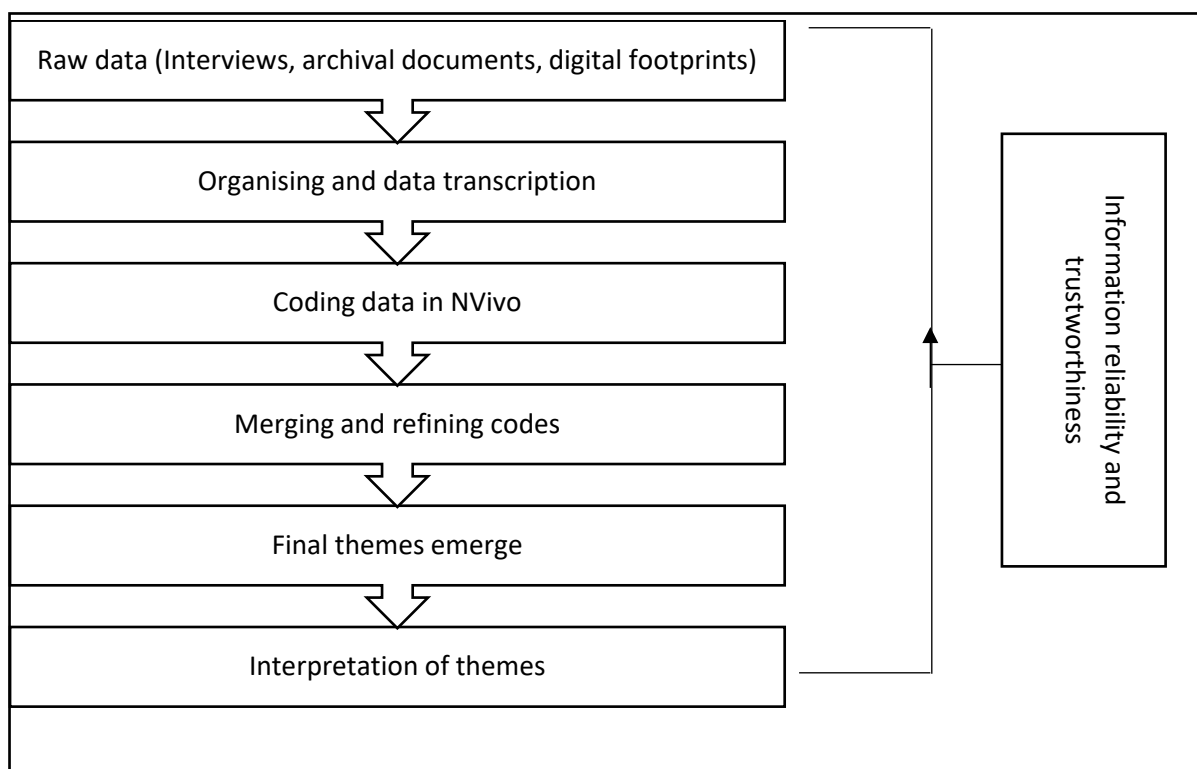 Raw data (Interviews, archival documents, digital footprints)
Organising and data transcription
Coding data in NVivo
Merging and refining codes
Final themes emerge
Interpretation of themes
Information reliability and
trustworthiness